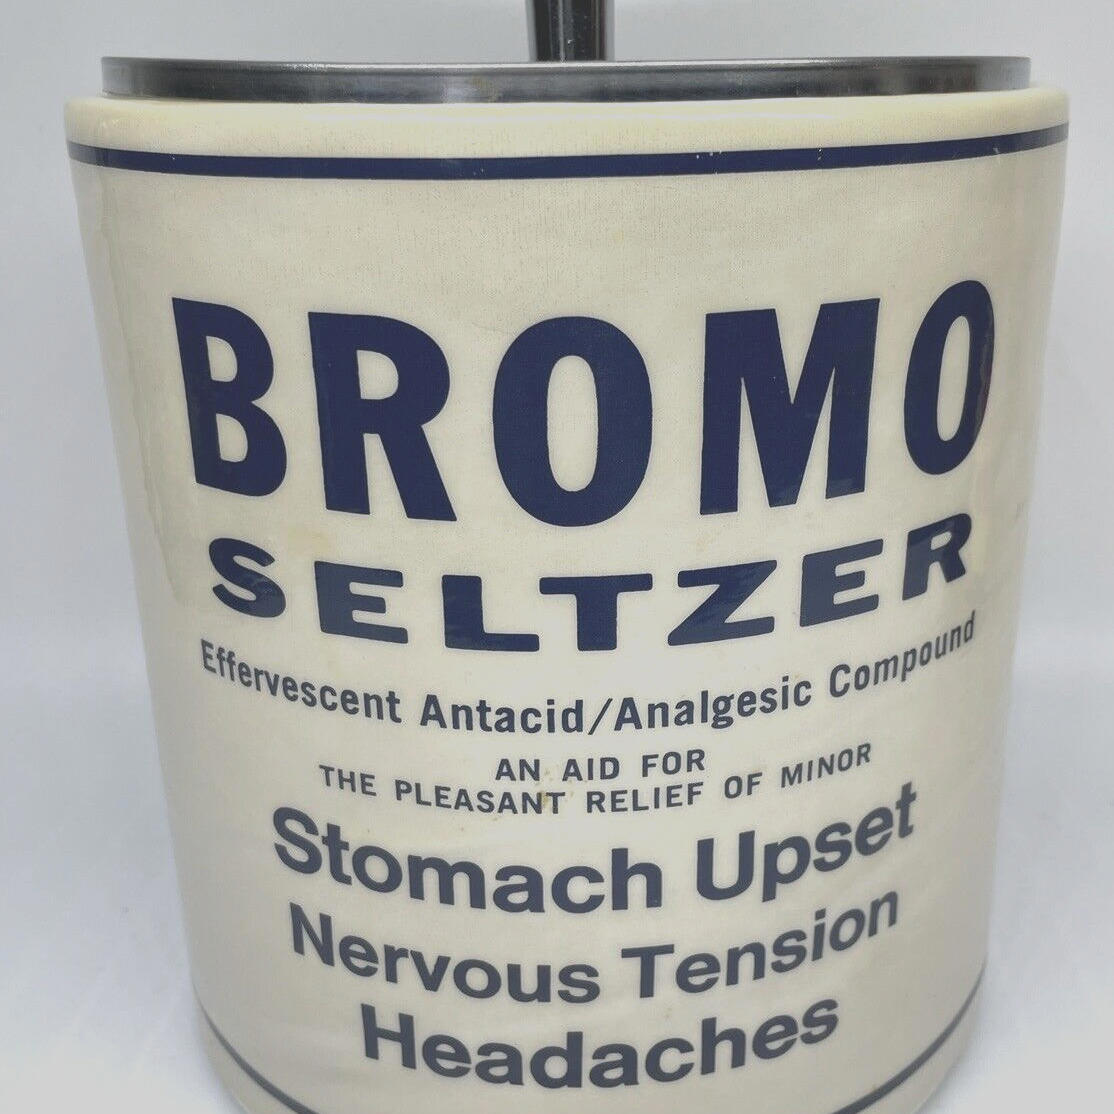 BROMO
SELTZER
Effervescent Antacid/Analgesic Compound
AN AID FOR
THE PLEASANT RELIEF OF MINOR
Stomach Upset
Nervous Tension
Headaches